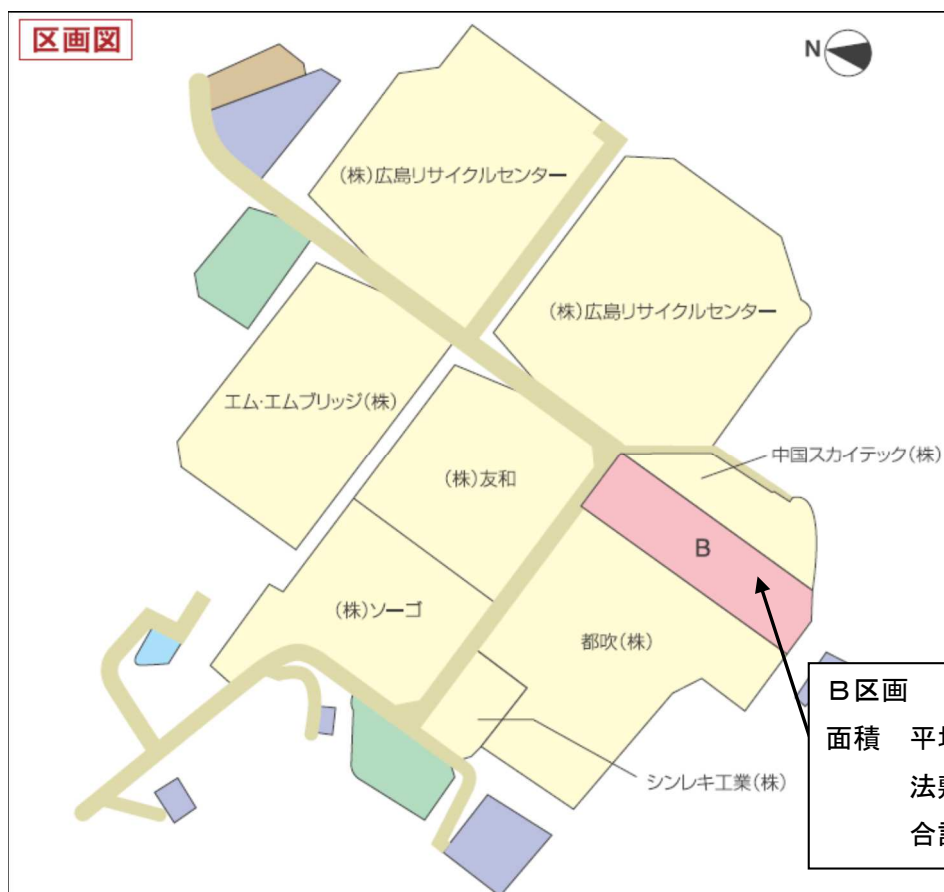 区画図
N
(株)広島リサイクルセンター
(株)広島リサイクルセンター
エム・エムブリッジ(株)
中国スカイテック(株)
(株)友和
B
(株)ソーゴ
都吹(株)
シンレキ工業(株)
B区画
面積 平
法
合